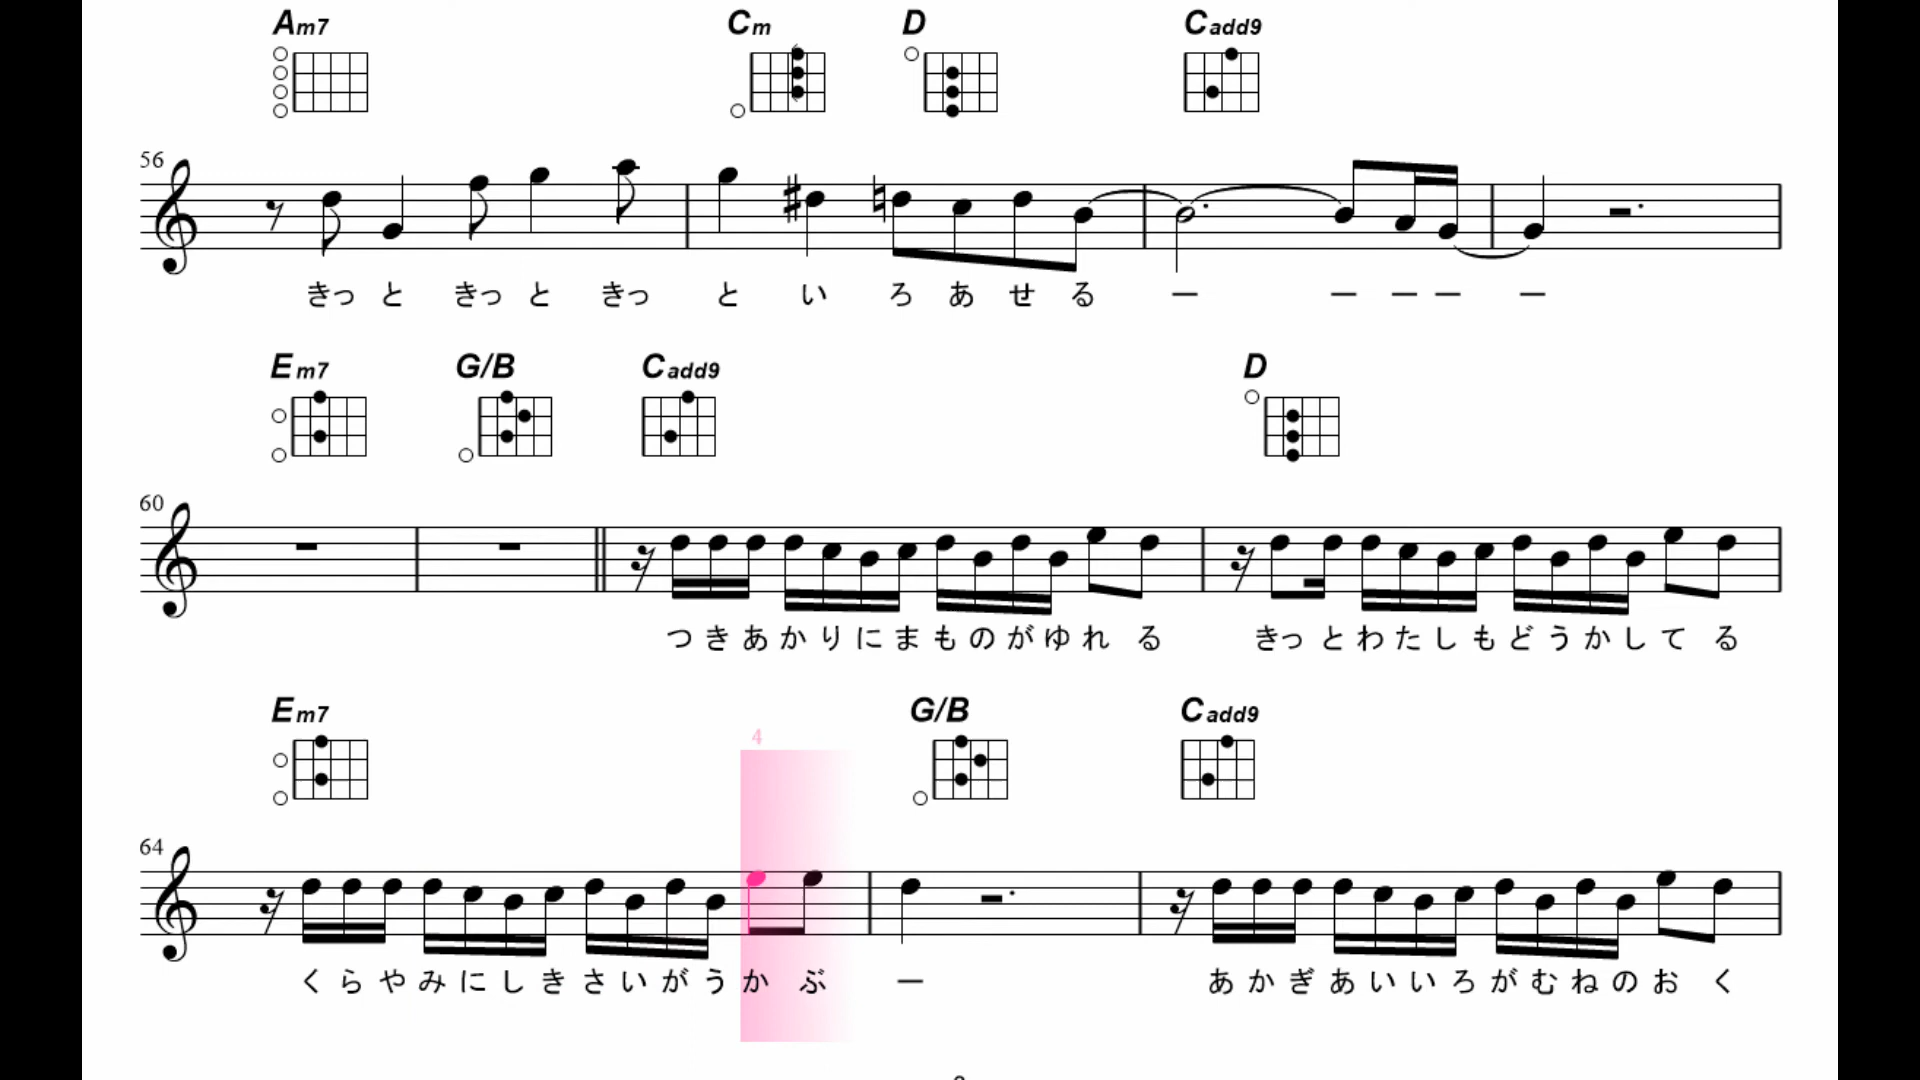 Am7 Cm D Cadd9
56
きっ と きっ と きっ と い ろ あ せ る ー ー ー ー ー
Em7 G/B Cadd9 D
60
つ き あ か り に ま も の が ゆ れ る きっ と わ た し も ど う か し て る
Em7 4 G/B Cadd9
64
く ら や み に し き さ い が う か ぶ ー あ か ぎ あ い い ろ が む ね の お く